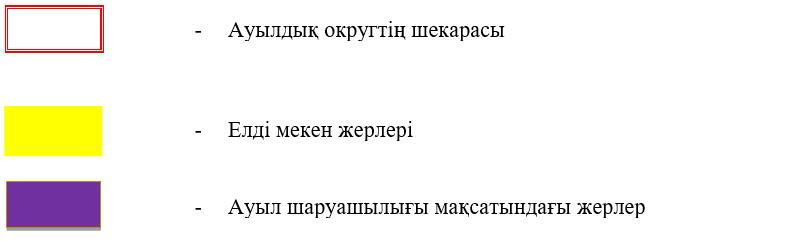 - Ауылдық округтің шекарасы
- Елді мекен жерлері
- Ауыл шаруашылығы мақсатындағы жерлер